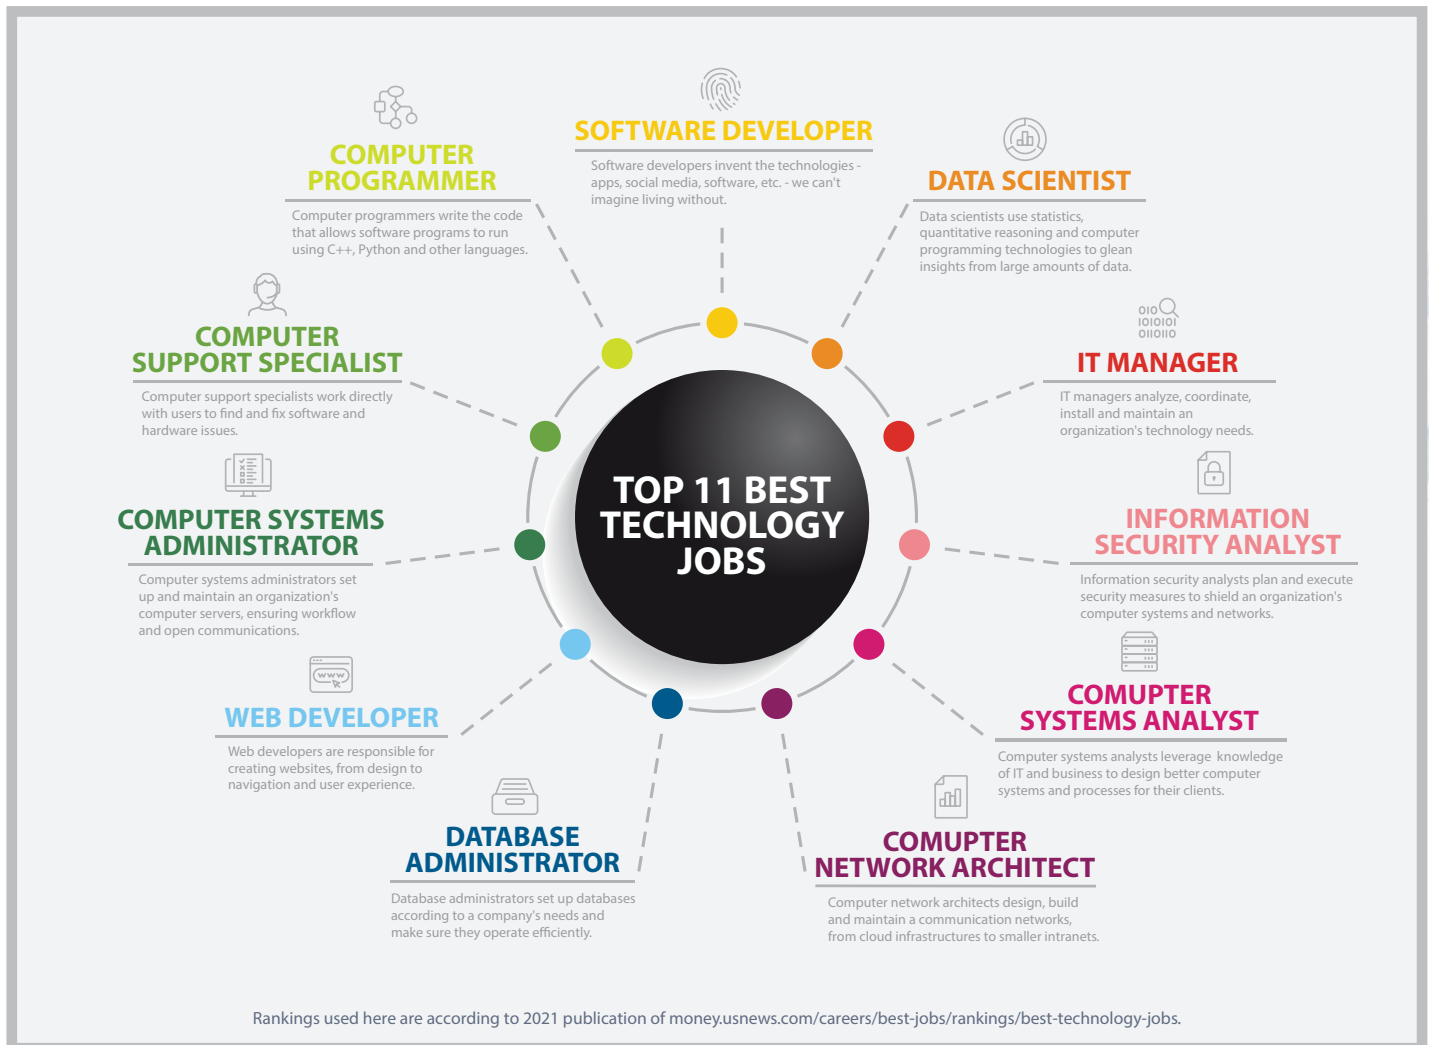 SOFTWARE DEVELOPER
Software developers invent the technologies -
apps, social media, software, etc. - we can't
imagine living without.
DATA SCIENTIST
Data scientists use statistics,
quantitative reasoning and computer
programming technologies to glean
insights from large amounts of data.
010
IT MANAGER
IT managers analyze, coordinate,
install and maintain an
organization's technology needs.
INFORMATION
SECURITY ANALYST
Information security analysts plan and execute
security measures to shield an organization's
computer systems and networks.
COMUPTER
SYSTEMS ANALYST
Computer systems analysts leverage knowledge
of IT and business to design better computer
systems and processes for their clients.
COMUPTER
NETWORK ARCHITECT
Computer network architects design, build
and maintain a communication networks,
from cloud infrastructures to smaller intranets.
DATABASE
ADMINISTRATOR
Database administrators set up databases
according to a company's needs and
make sure they operate efficiently.
www
WEB DEVELOPER
Web developers are responsible for
creating websites, from design to
navigation and user experience.
COMPUTER SYSTEMS
ADMINISTRATOR
Computer systems administrators set
up and maintain an organization's
computer servers, ensuring workflow
and open communications.
COMPUTER
SUPPORT SPECIALIST
Computer support specialists work directly
with users to find and fix software and
hardware issues.
COMPUTER
PROGRAMMER
Computer programmers write the code
that allows software programs to run
using C++, Python and other languages.
TOP 11 BEST
TECHNOLOGY
JOBS
Rankings used here are according to 2021 publication of money.usnews.com/careers/best-jobs/rankings/best-technology-jobs.